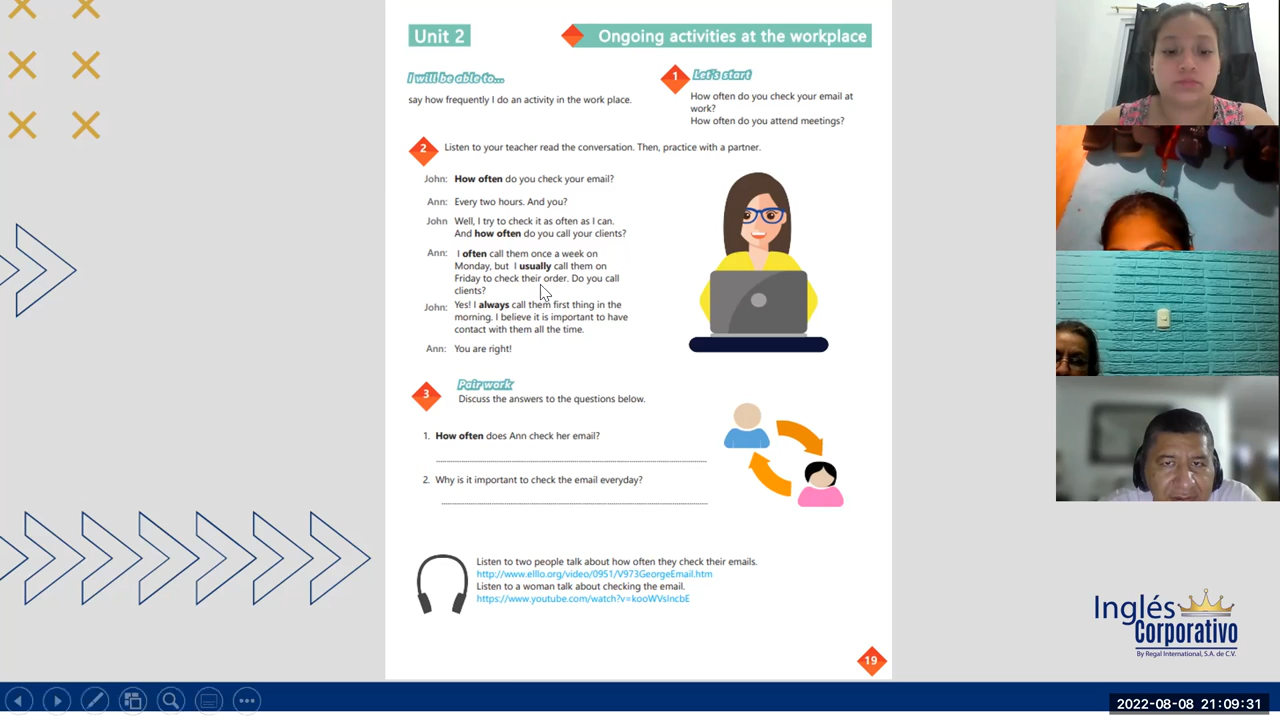 Unit 2
Ongoing activities at the workplace
I will be able to...
say how frequently I do an activity in the work place.
1
Let's start
How often do you check your email at
work?
How often do you attend meetings?
2
Listen to your teacher read the conversation. Then, practice with a partner.
John: How often do you check your email?
Ann: Every two hours. And you?
John Well, I try to check it as often as I can.
And how often do you call your clients?
Ann: I often call them once a week on
Monday, but I usually call them on
Friday to check their order. Do you call
clients?
John: Yes! I always call them first thing in the
morning. I believe it is important to have
contact with them all the time.
Ann: You are right!
3
Pair work
Discuss the answers to the questions below.
1. How often does Ann check her email?
2. Why is it important to check the email everyday?
Listen to two people talk about how often they check their emails.
http://www.elllo.org/video/0951/V973GeorgeEmail.htm
Listen to a woman talk about checking the email.
https://www.youtube.com/watch?v=kooWVsIncbE
19
Inglés
Corporativo
By Regal International, S.A. de C.V.
2022-08-08 21:09:31